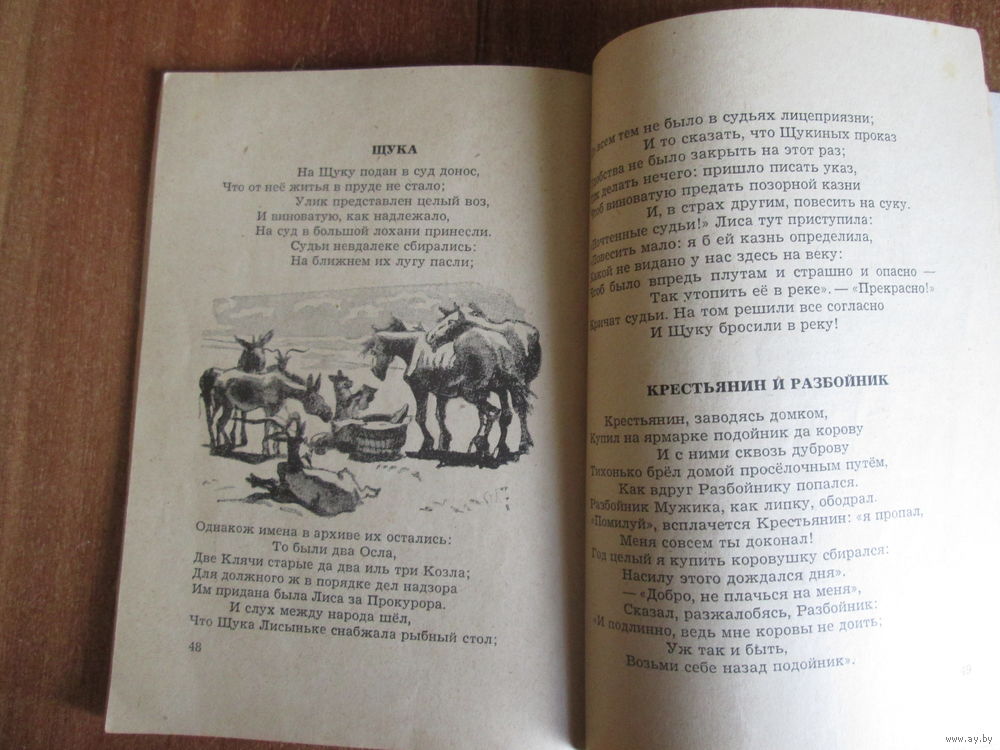 ЩУКА
На Щуку подан в суд донос,
Что от неё житья в пруде не стало;
Улик представлен целый воз,
И виноватую, как надлежало,
На суд в большой лохани принесли.
Судьи невдалеке сбирались:
На ближнем их лугу пасли;
Однакож имена в архиве их остались:
То были два Осла,
Две Клячи старые да два иль три Козла;
Для должного ж в порядке дел надзора
Им придана была Лиса за Прокурора.
И слух между народа шёл,
Что Щука Лисыньке снабжала рыбный стол;
48
всем тем не было в судьях лицеприязни;
И то сказать, что Щукиных проказ
Удобства не было закрыть на этот раз;
делать нечего: пришло писать указ,
Чтоб виноватую предать позорной казни
И, в страх другим, повесить на суку.
«Почтенные судьи!» Лиса тут приступила:
«Повесить мало: я б ей казнь определила,
Какой не видано у нас здесь на веку:
Чтоб было впредь плутам и страшно и опасно —
Так утопить её в реке». — «Прекрасно!»
Кричат судьи. На том решили все согласно
И Щуку бросили в реку!
КРЕСТЬЯНИН И РАЗБОЙНИК
Крестьянин, заводясь домком,
Купил на ярмарке подойник да корову
И с ними сквозь дуброву
Тихонько брёл домой просёлочным путём,
Как вдруг Разбойнику попался.
Разбойник Мужика, как липку, ободрал.
«Помилуй», всплачется Крестьянин: «я пропал,
Меня совсем ты доконал!
Год целый я купить коровушку сбирался:
Насилу этого дождался дня».
— «Добро, не плачься на меня»,
Сказал, разжалобясь, Разбойник:
«И подлинно, ведь мне коровы не доить;
Уж так и быть,
Возьми себе назад подойник».
49
www.ay.by